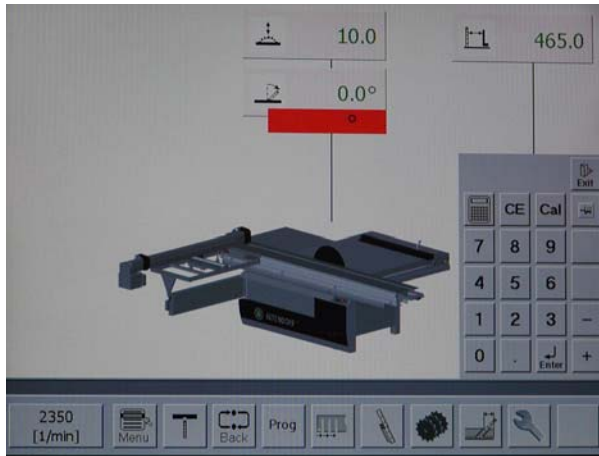 10.0
465.0
0.0°
°
Exit
CE Cal
7 8 9
4 5 6
1 2 3 -
0 . Enter +
ALTENDORF
2350
[1/min]
Menu
Back
Prog